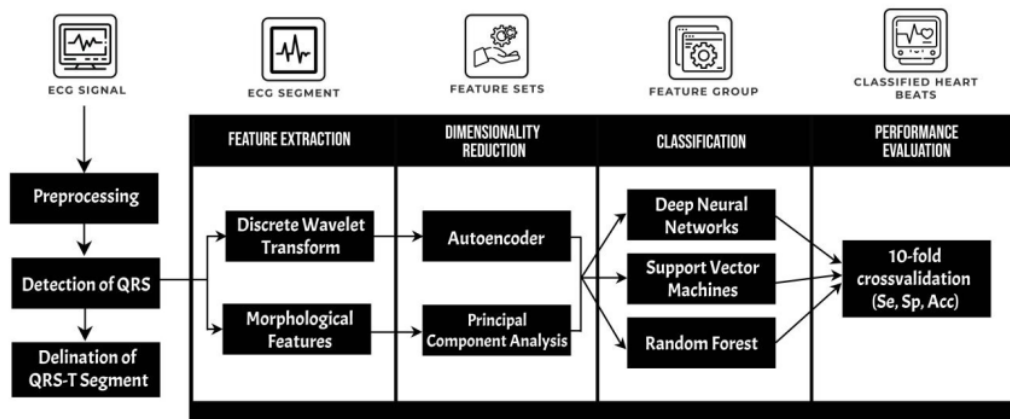 ECG SIGNAL
ECG SEGMENT
FEATURE SETS
FEATURE GROUP
CLASSIFIED HEART
BEATS
FEATURE EXTRACTION
DIMENSIONALITY
REDUCTION
CLASSIFICATION
PERFORMANCE
EVALUATION
Preprocessing
Detection of QRS
Delination of
QRS-T Segment
Discrete Wavelet
Transform
Morphological
Features
Autoencoder
Principal
Component Analysis
Deep Neural
Networks
Support Vector
Machines
Random Forest
10-fold
crossvalidation
(Se, Sp, Acc)